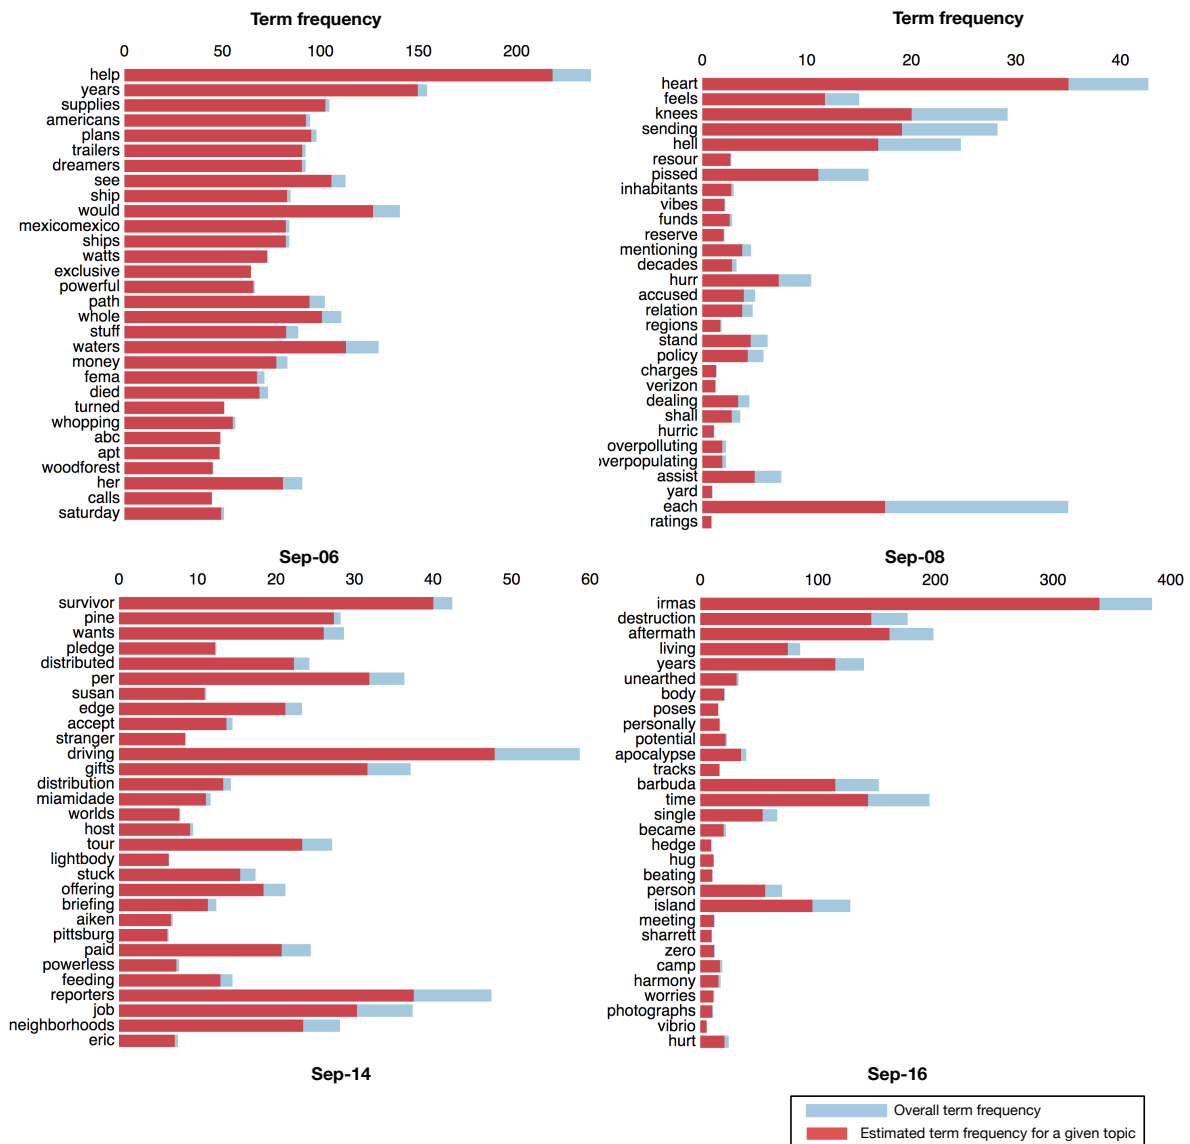 Term frequency
0 50 100 150 200
help
years
supplies
americans
plans
trailers
dreamers
see
ship
would
mexicomexico
ships
watts
exclusive
powerful
path
whole
stuff
waters
money
fema
died
turned
whopping
abc
apt
woodforest
her
calls
saturday
Sep-06
Term frequency
0 10 20 30 40
heart
feels
knees
sending
hell
resour
pissed
inhabitants
vibes
funds
reserve
mentioning
decades
hurr
accused
relation
regions
stand
policy
charges
verizon
dealing
shall
hurric
overpolluting
overpopulating
assist
yard
each
ratings
Sep-08
0 10 20 30 40 50 60
survivor
pine
wants
pledge
distributed
per
susan
edge
accept
stranger
driving
gifts
distribution
miamidade
worlds
host
tour
lightbody
stuck
offering
briefing
aiken
pittsburg
paid
powerless
feeding
reporters
job
neighborhoods
eric
Sep-14
0 100 200 300 400
irmas
destruction
aftermath
living
years
unearthed
body
poses
personally
potential
apocalypse
tracks
barbuda
time
single
became
hedge
hug
beating
person
island
meeting
sharrett
zero
camp
harmony
worries
photographs
vibrio
hurt
Sep-16
Overall term frequency
Estimated term frequency for a given topic